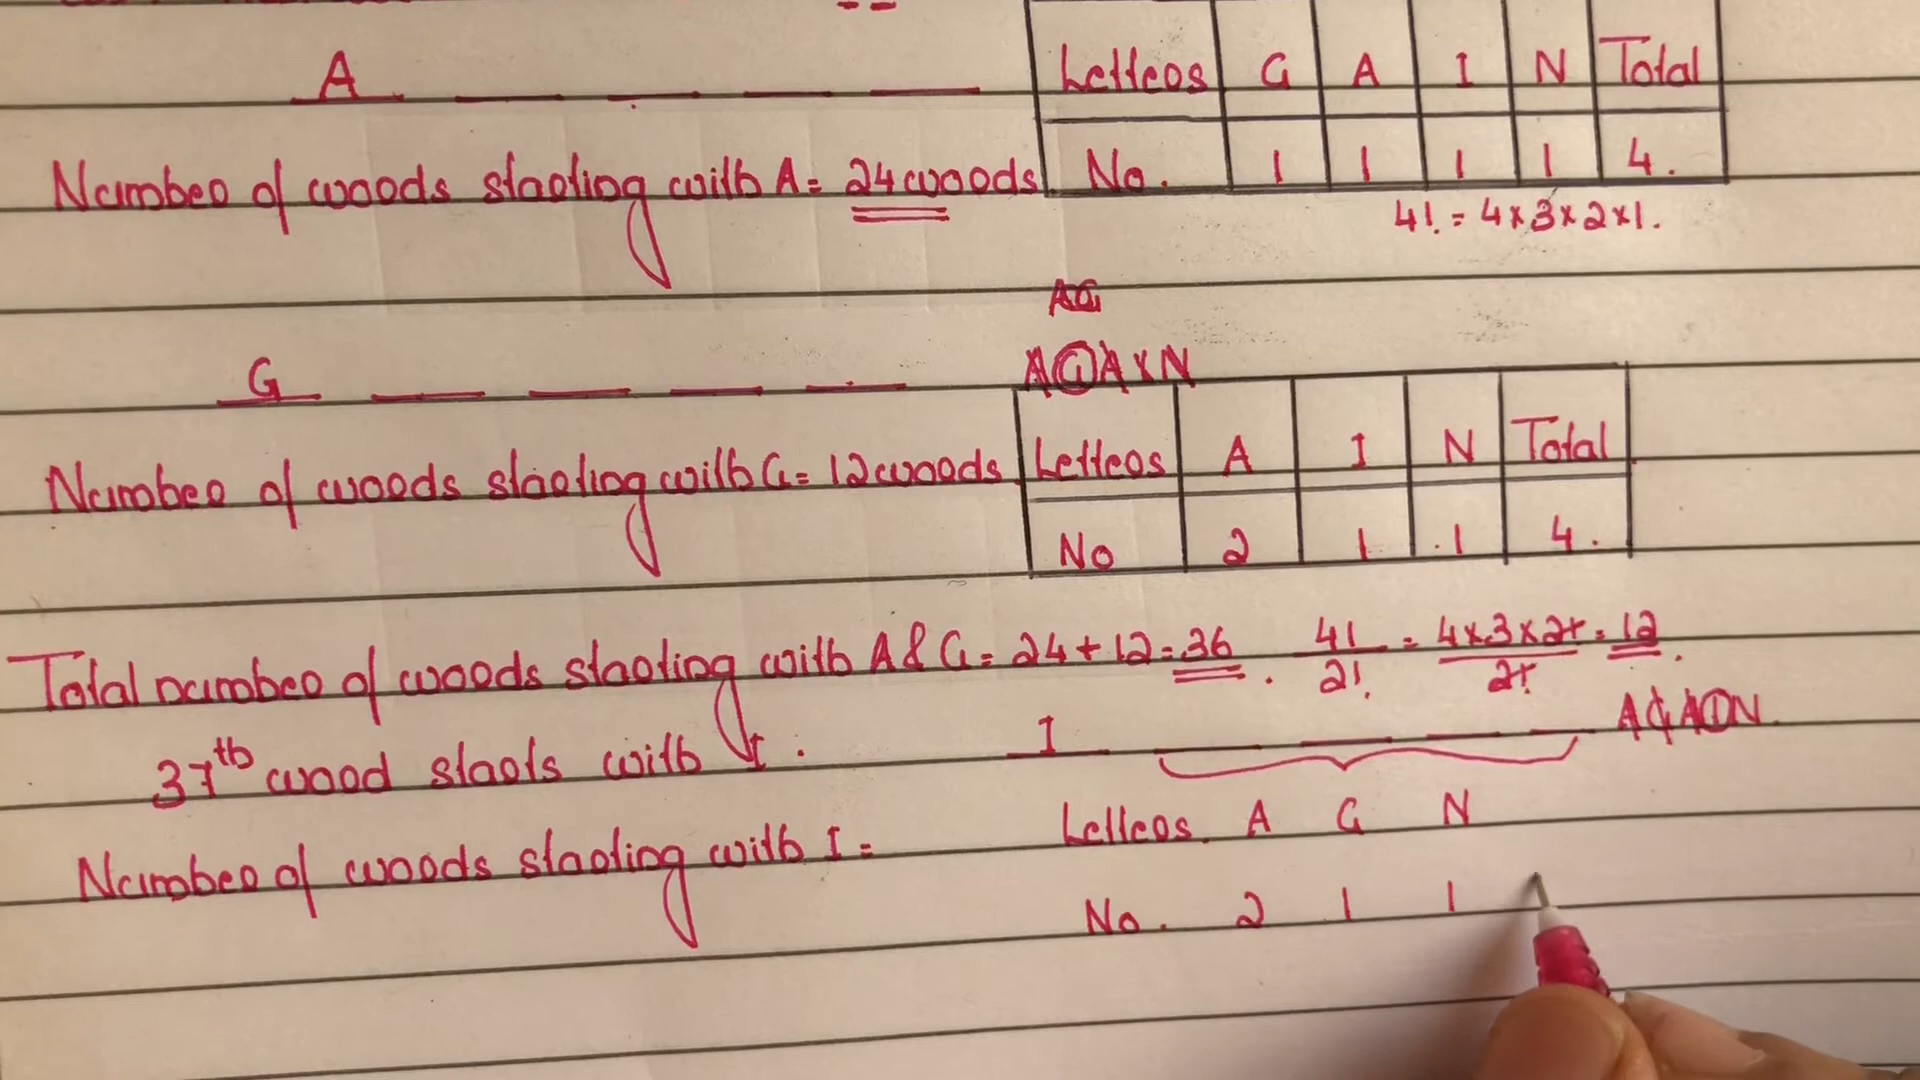 A
Letters G A I N Total
No. 1 1 1 1 4.
Number of words starting with A = 24 words
4! = 4×3×2×1.
AG
AGAIN
G
Letters A I N Total
No 2 1 1 4.
Number of words starting with G = 12 words.
Total number of words starting with A & G = 24 + 12 = 36.
4!/2! = 4×3×2!/2! = 12.
37th word starts with I.
I
AGAIN
Letters A G N
No. 2 1 1
Number of words starting with I =